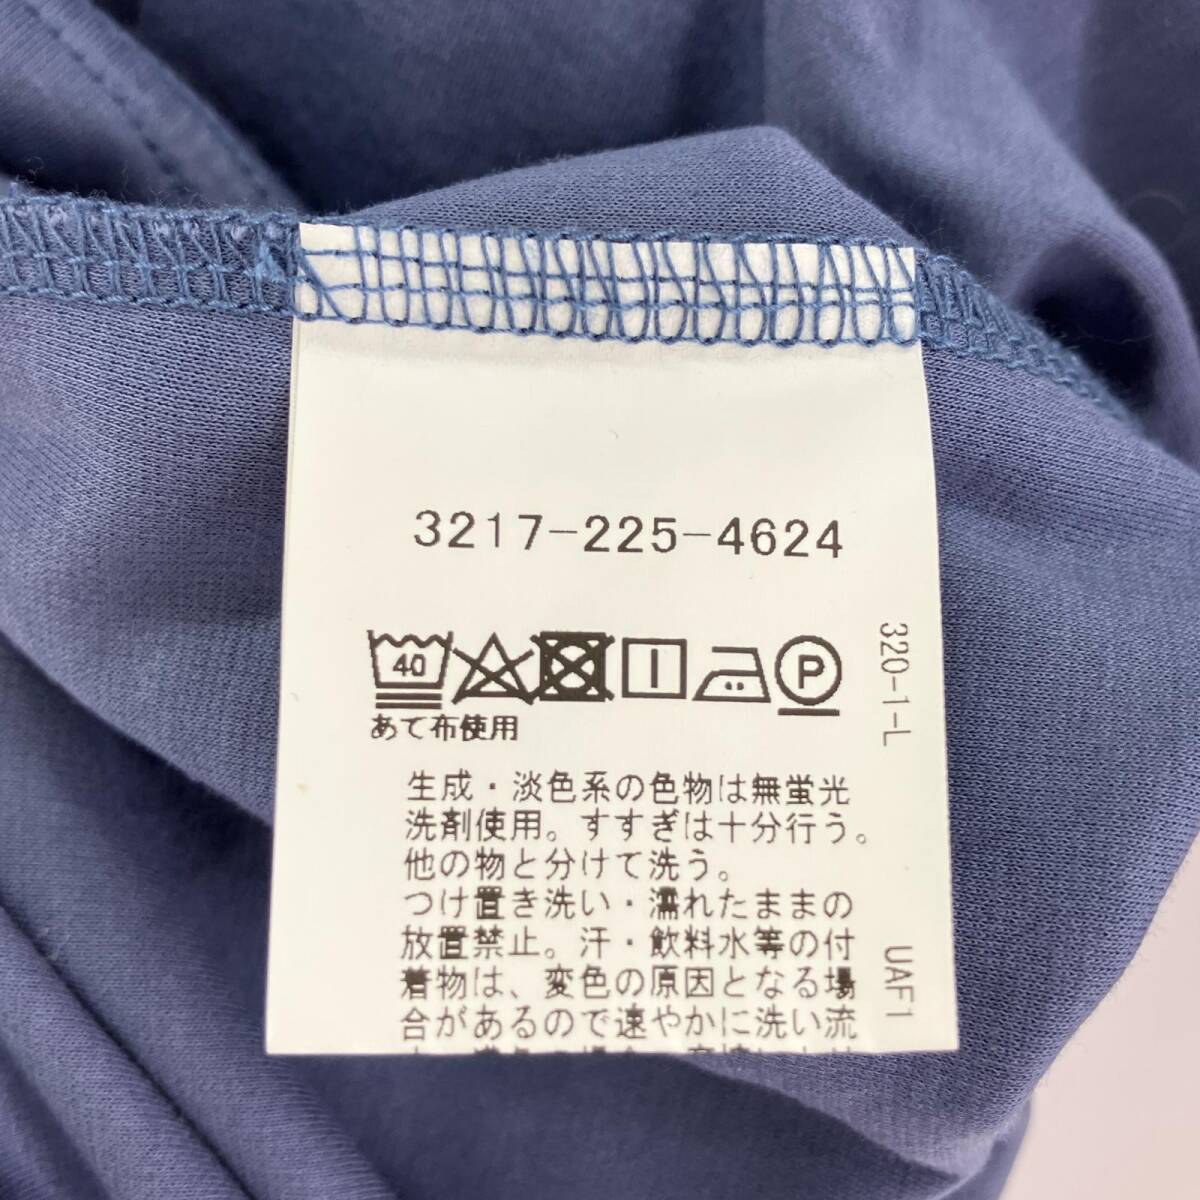 3217-225-4624
40
P
あて布使用
生成・淡色系の色物は無蛍光
洗剤使用。すすぎは十分行う。
他の物と分けて洗う。
つけ置き洗い・濡れたままの
放置禁止。汗・飲料水等の付
着物は、変色の原因となる場
合があるので速やかに洗い流
320-1-L
UAF1